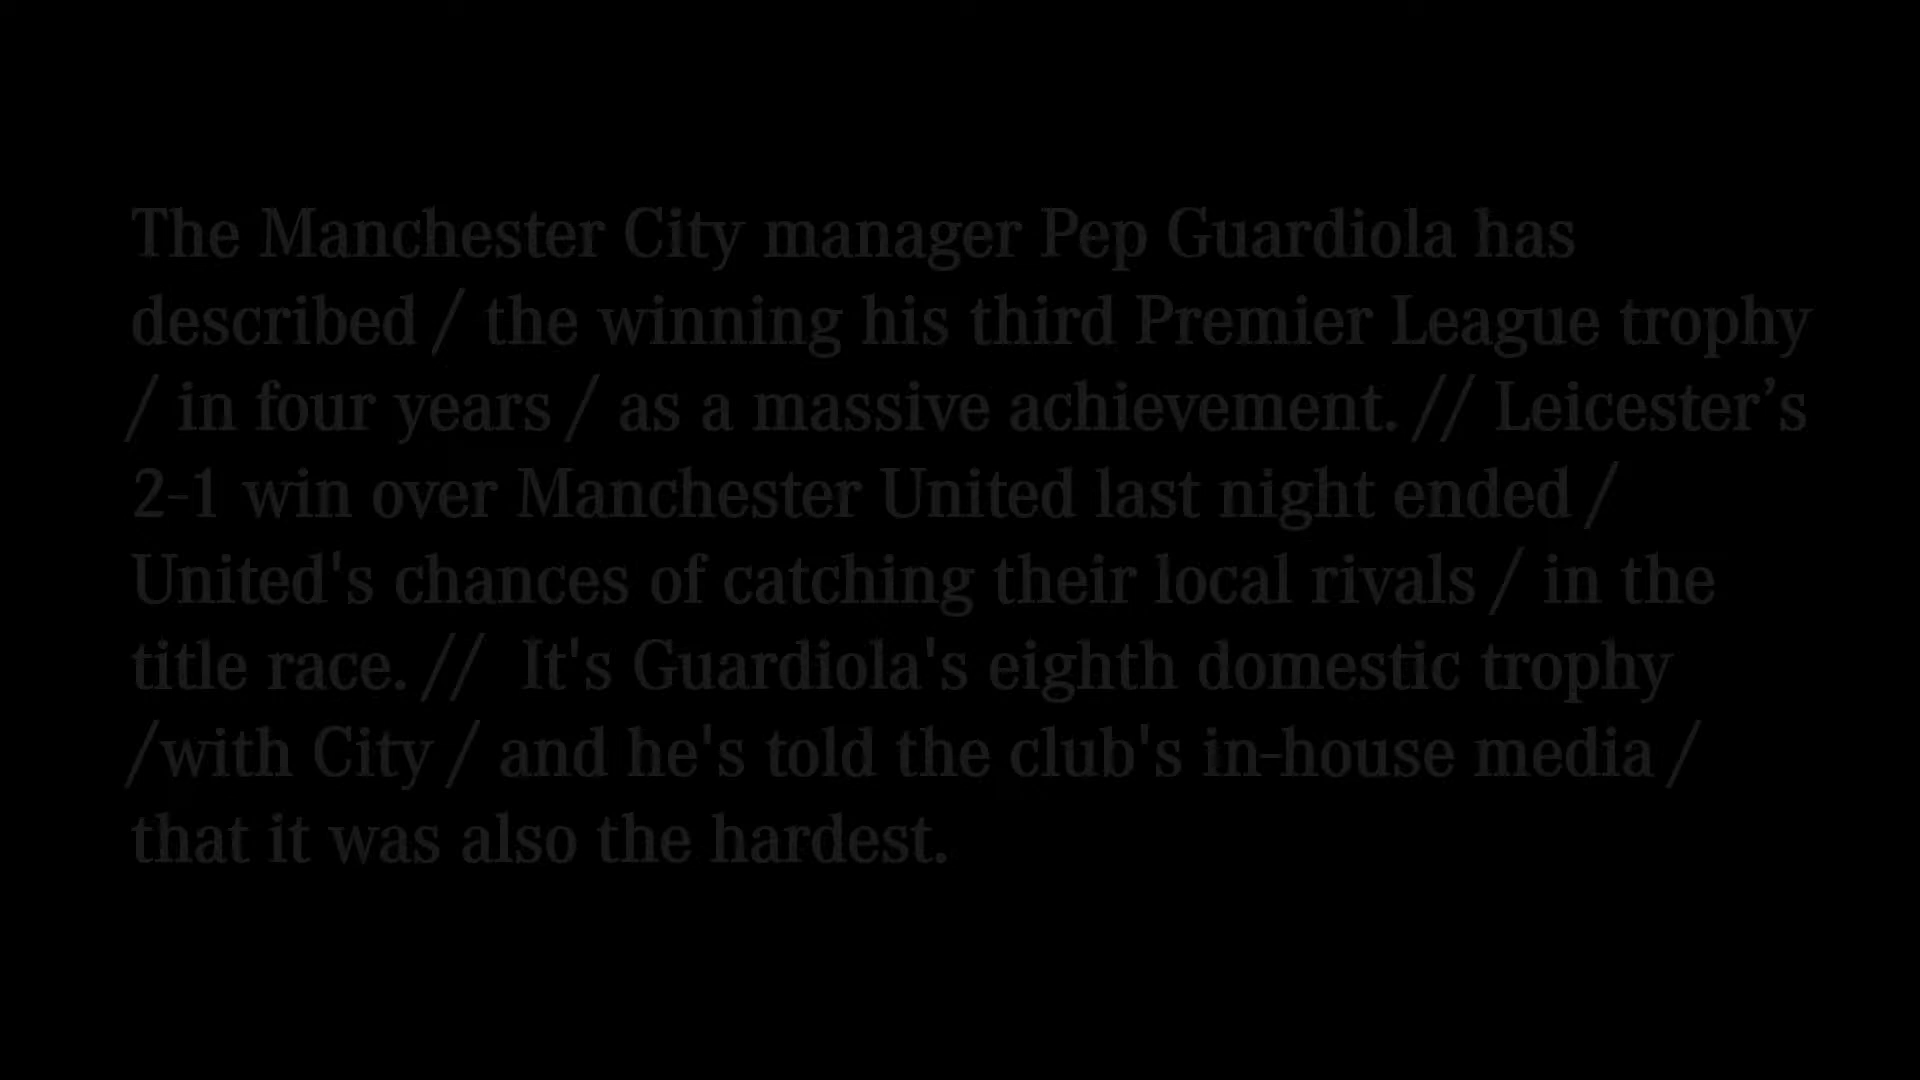 The Manchester City manager Pep Guardiola has
described / the winning his third Premier League trophy
/ in four years / as a massive achievement. // Leicester’s
2-1 win over Manchester United last night ended /
United's chances of catching their local rivals / in the
title race. // It's Guardiola's eighth domestic trophy
/with City / and he's told the club's in-house media /
that it was also the hardest.